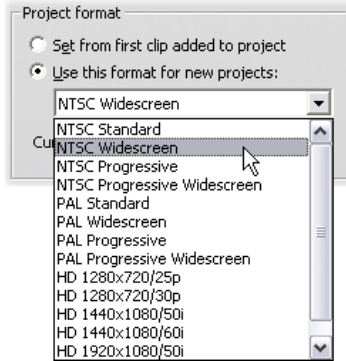 Project format
Set from first clip added to project
Use this format for new projects:
NTSC Widescreen
NTSC Standard
Cu
NTSC Widescreen
NTSC Progressive
NTSC Progressive Widescreen
PAL Standard
PAL Widescreen
PAL Progressive
PAL Progressive Widescreen
HD 1280x720/25p
HD 1280x720/30p
HD 1440x1080/50i
HD 1440x1080/60i
HD 1920x1080/50i